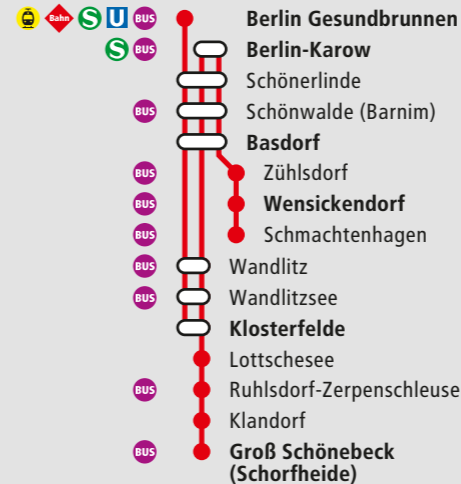 Bahn S U BUS Berlin Gesundbrunnen
S BUS Berlin-Karow
Schönerlinde
BUS Schönwalde (Barnim)
Basdorf
BUS Zühlsdorf
BUS Wensickendorf
BUS Schmachtenhagen
BUS Wandlitz
BUS Wandlitzsee
Klosterfelde
Lottschesee
BUS Ruhlsdorf-Zerpenschleuse
Klandorf
BUS Groß Schönebeck
(Schorfheide)